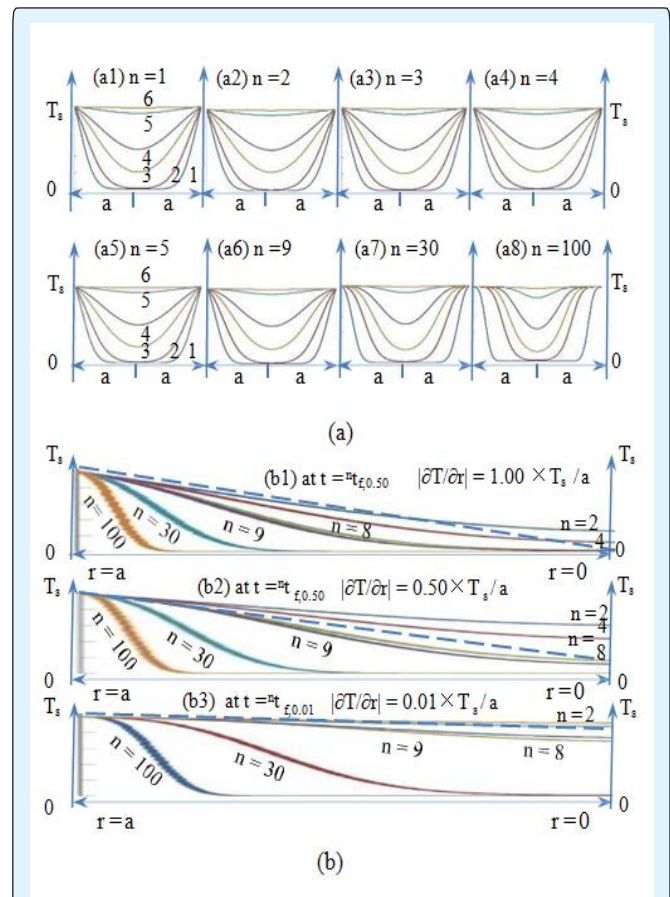 (a1) n = 1 (a2) n = 2 (a3) n = 3 (a4) n = 4
Tₛ 6 Tₛ
5
4
3 2 1
0 0
a a a a a a a a
(a5) n = 5 (a6) n = 9 (a7) n = 30 (a8) n = 100
Tₛ 6 Tₛ
5
4
3 2 1
0 0
a a a a a a a a
(a)
Tₛ (b1) at t = ⁿt f,0.50 |∂T/∂r| = 1.00 × Tₛ /a Tₛ
n = 100 n = 30 n = 9 n = 8 n = 2
4
0 0
r = a r = 0
Tₛ (b2) at t = ⁿt f,0.50 |∂T/∂r| = 0.50 × Tₛ/a Tₛ
n = 100 n = 30 n = 9 n = 2
4
n =
8
0 0
r = a r = 0
Tₛ (b3) at t = ⁿt f,0.01 |∂T/∂r| = 0.01 × Tₛ/a Tₛ
n = 2
n = 100 n = 30 n = 9 n = 8
0 0
r = a r = 0
(b)